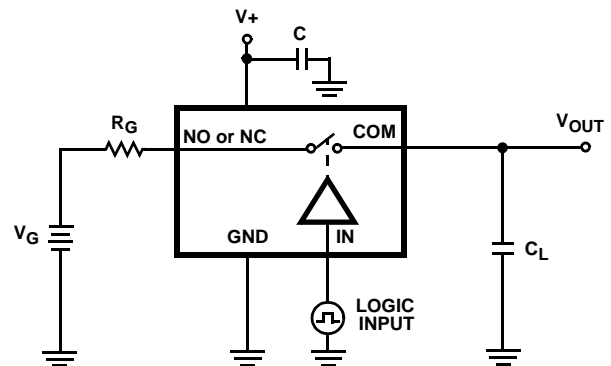 V+
C
RG
NO or NC
COM
VOUT
VG
GND
IN
CL
LOGIC
INPUT